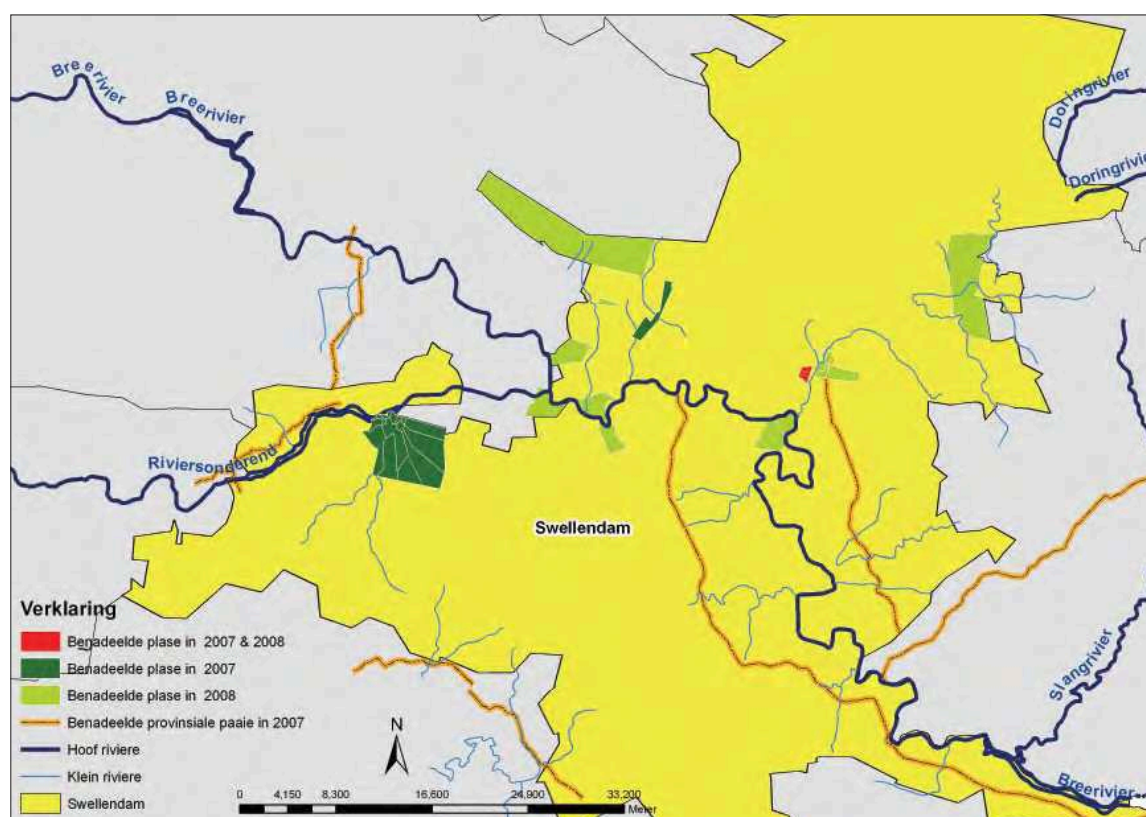 Breerivier
Breerivier
Doringrivier
Doringrivier
Riviersonderend
Swellendam
Slangrivier
Breerivier
Verklaring
Benadeelde plase in 2007 & 2008
Benadeelde plase in 2007
Benadeelde plase in 2008
Benadeelde provinsiale paaie in 2007
Hoof riviere
Klein riviere
Swellendam
N
0 4,150 8,300 16,600 24,900 33,200
Meter